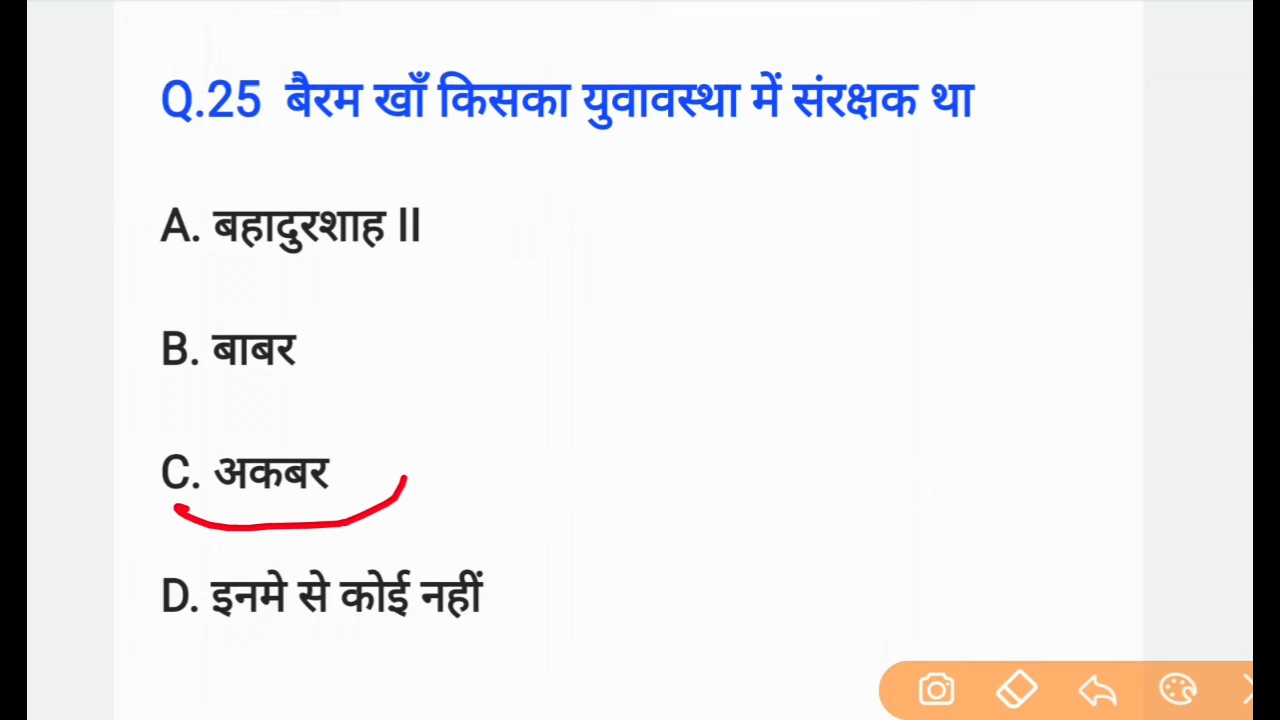 Q.25 बैरम खाँ किसका युवावस्था में संरक्षक था
A. बहादुरशाह II
B. बाबर
C. अकबर
D. इनमे से कोई नहीं